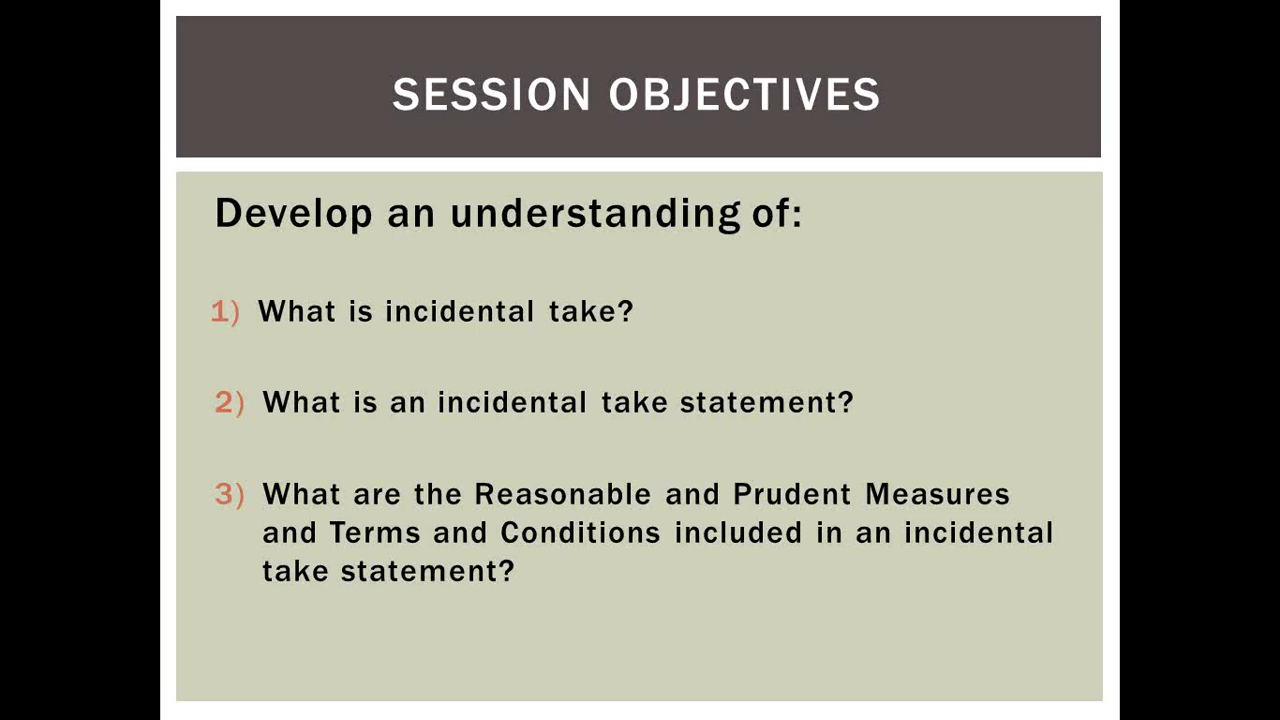 SESSION OBJECTIVES
Develop an understanding of:
1) What is incidental take?
2) What is an incidental take statement?
3) What are the Reasonable and Prudent Measures
and Terms and Conditions included in an incidental
take statement?